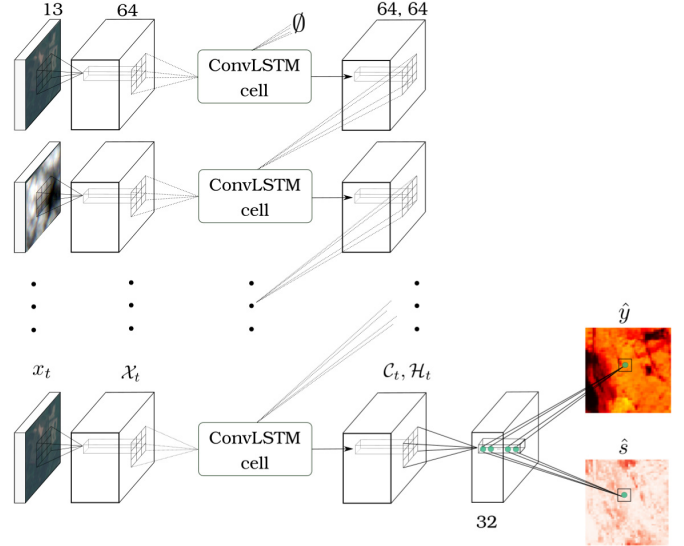 13
64
∅
64, 64
ConvLSTM
cell
ConvLSTM
cell
ŷ
x_t
𝒳_t
𝒞_t, ℋ_t
ConvLSTM
cell
ŝ
32